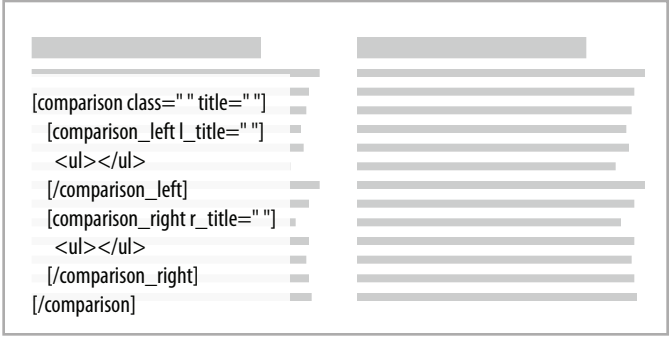 [comparison class=" " title=" "]
[comparison_left l_title=" "]
<ul></ul>
[/comparison_left]
[comparison_right r_title=" "]
<ul></ul>
[/comparison_right]
[/comparison]